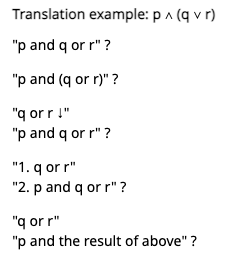 Translation example: p ∧ (q ∨ r)
"p and q or r" ?
"p and (q or r)" ?
"q or r ↓"
"p and q or r" ?
"1. q or r"
"2. p and q or r" ?
"q or r"
"p and the result of above" ?